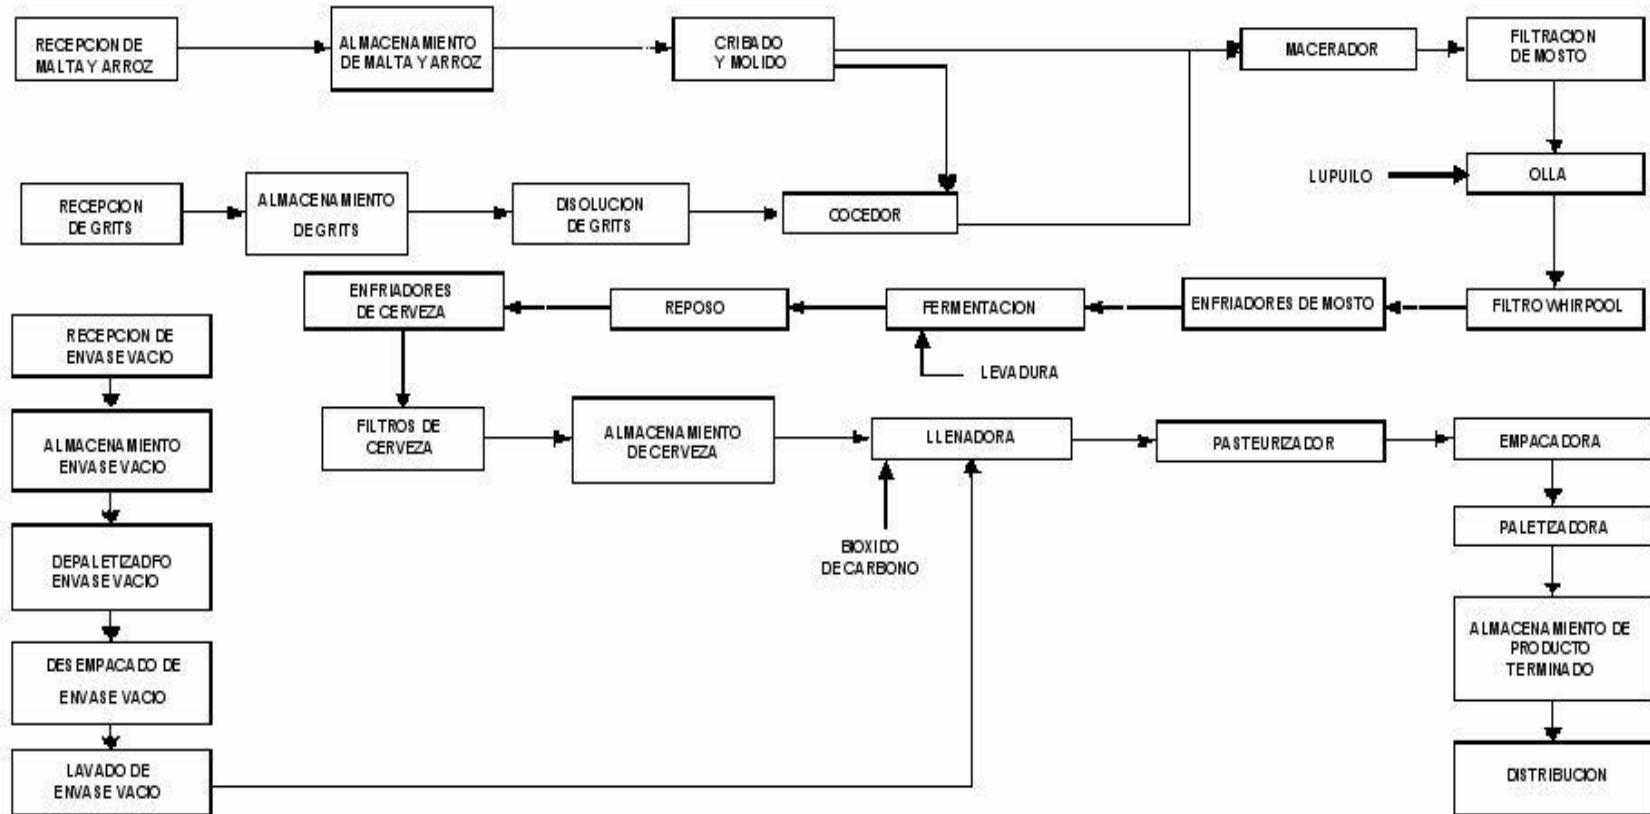 RECEPCION DE
MALTA Y ARROZ
ALMACENAMIENTO
DE MALTA Y ARROZ
CRIBADO
Y MOLIDO
MACERADOR
FILTRACION
DE MOSTO
RECEPCION
DE GRITS
ALMACENAMIENTO
DE GRITS
DISOLUCION
DE GRITS
COCEDOR
LUPUILO
OLLA
ENFRIADORES
DE CERVEZA
REPOSO
FERMENTACION
ENFRIADORES DE MOSTO
FILTRO WHIRPOOL
LEVADURA
RECEPCION DE
ENVASE VACIO
ALMACENAMIENTO
ENVASE VACIO
DEPALETIZADFO
ENVASE VACIO
DESEMPACADO DE
ENVASE VACIO
LAVADO DE
ENVASE VACIO
FILTROS DE
CERVEZA
ALMACENAMIENTO
DE CERVEZA
LLENADORA
PASTEURIZADOR
EMPACADORA
BIOXIDO
DE CARBONO
PALETIZADORA
ALMACENAMIENTO DE
PRODUCTO
TERMINADO
DISTRIBUCION